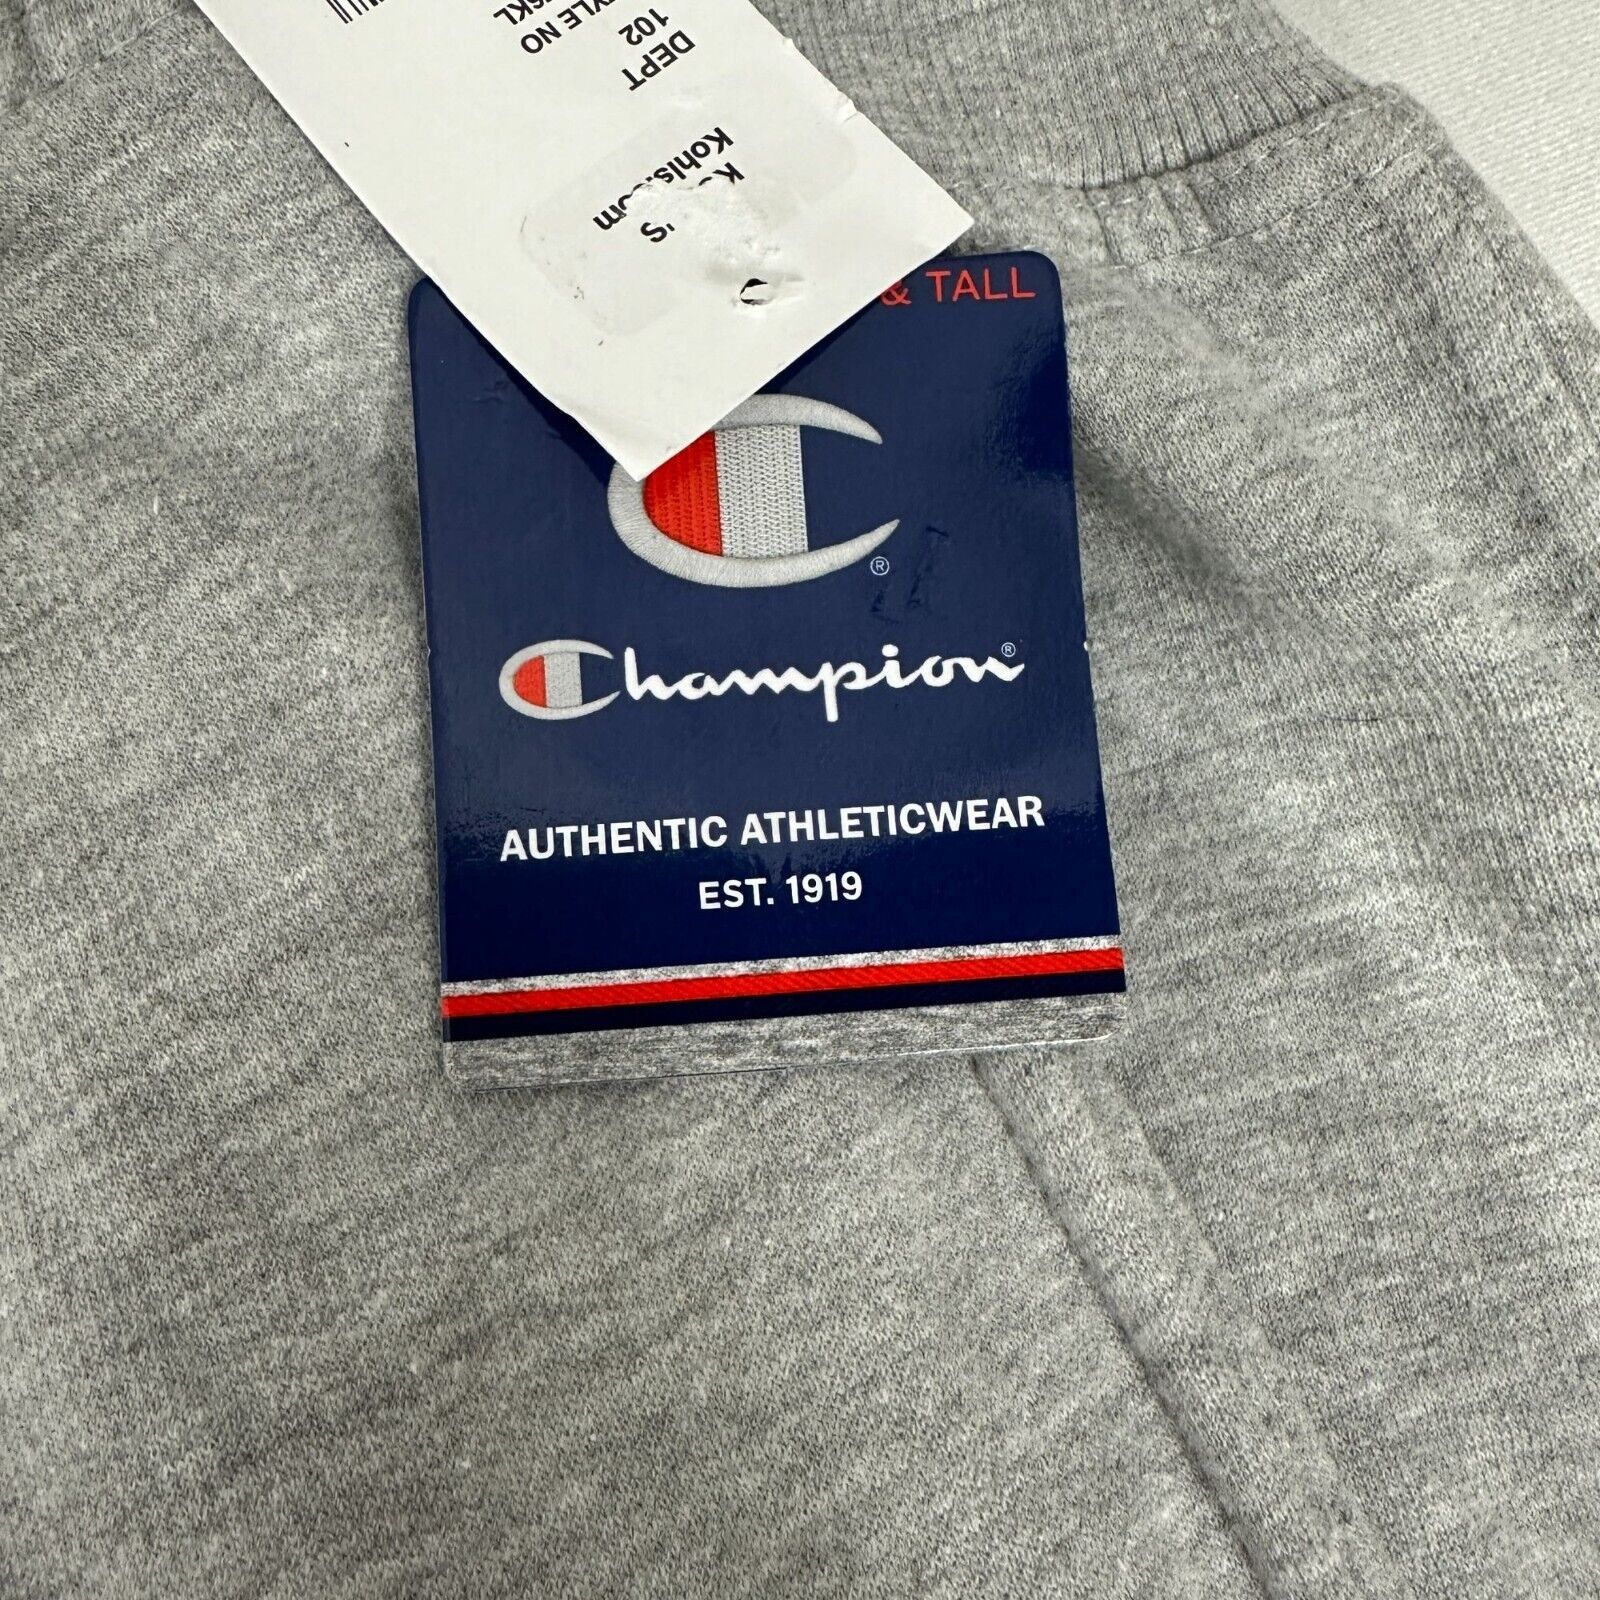 DEPT
102
Kohls.com
& TALL
®
Champion®
AUTHENTIC ATHLETICWEAR
EST. 1919